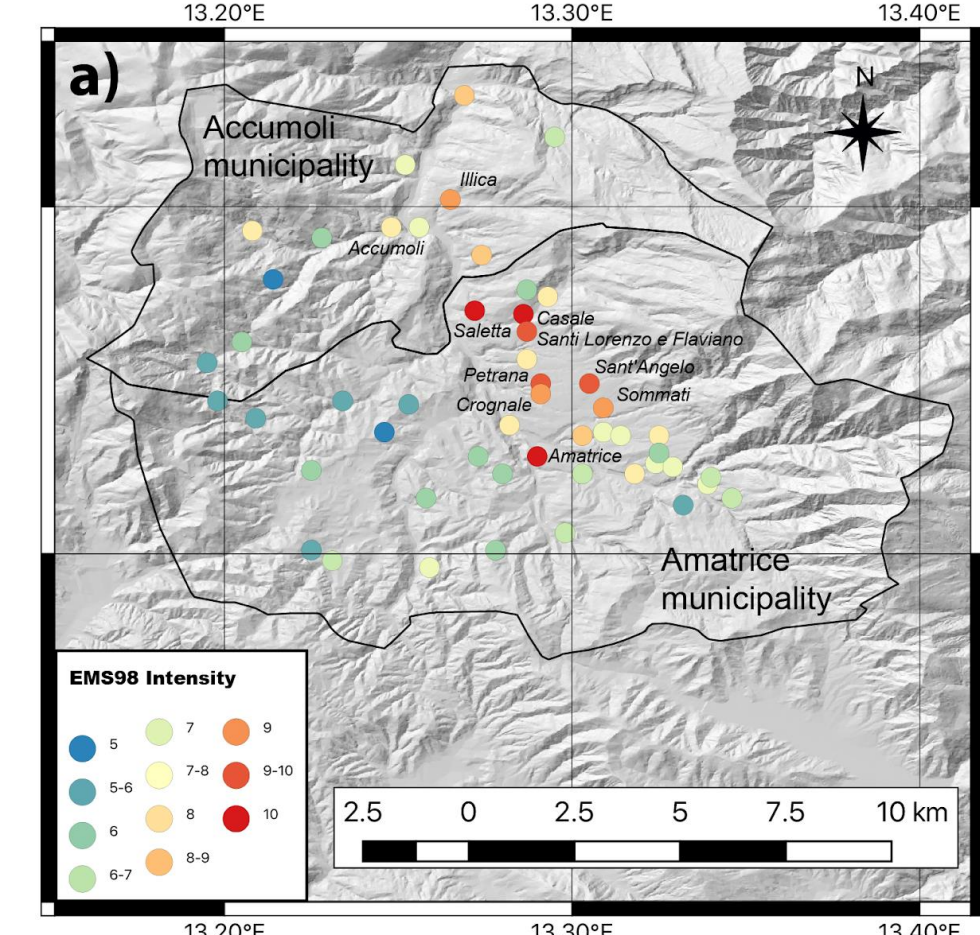 13.20°E 13.30°E 13.40°E
a)
N
Accumoli
municipality
Illica
Accumoli
Casale
Saletta
Santi Lorenzo e Flaviano
Sant'Angelo
Petrana
Sommati
Crognale
Amatrice
Amatrice
municipality
EMS98 Intensity
5
5-6
6
6-7
7
7-8
8
8-9
9
9-10
10
2.5 0 2.5 5 7.5 10 km
13.20°E 13.30°E 13.40°E